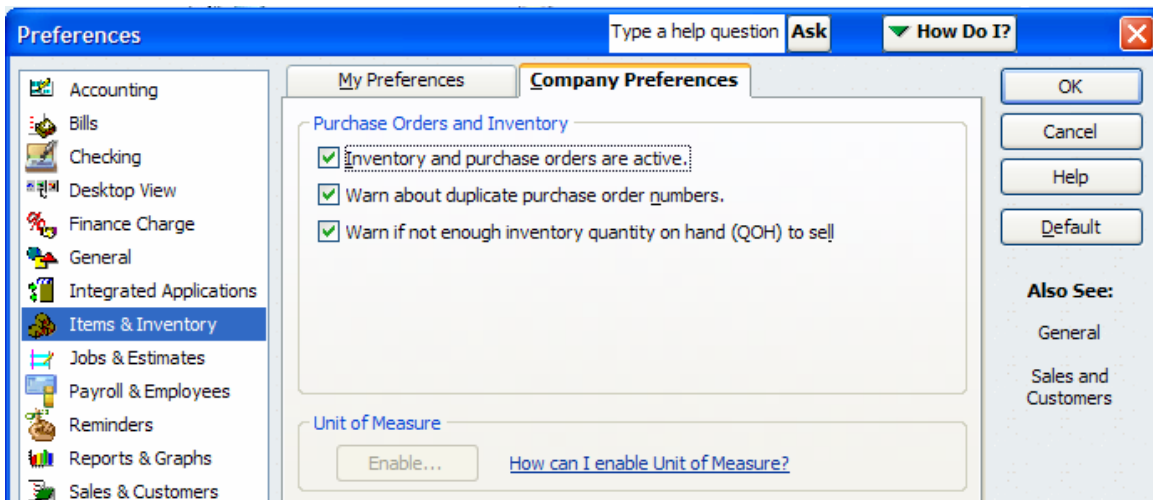 Preferences
Type a help question
Ask
How Do I?
Accounting
Bills
Checking
Desktop View
Finance Charge
General
Integrated Applications
Items & Inventory
Jobs & Estimates
Payroll & Employees
Reminders
Reports & Graphs
Sales & Customers
My Preferences
Company Preferences
Purchase Orders and Inventory
Inventory and purchase orders are active.
Warn about duplicate purchase order numbers.
Warn if not enough inventory quantity on hand (QOH) to sell
Unit of Measure
Enable...
How can I enable Unit of Measure?
OK
Cancel
Help
Default
Also See:
General
Sales and
Customers